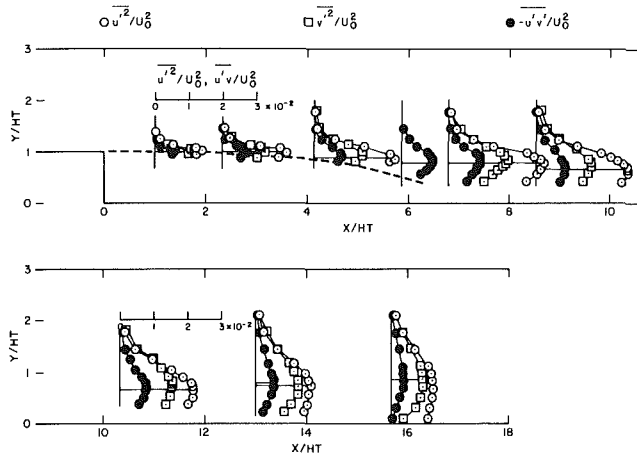 ○ u'²/U₀² □ v'²/U₀² ● -u'v'/U₀²
3
2
1
0
Y/HT
u'²/U₀², u'v/U₀²
0 1 2 3 × 10⁻²
0 2 4 6 8 10
X/HT
3
2
1
0
Y/HT
0 1 2 3 × 10⁻²
10 12 14 16 18
X/HT